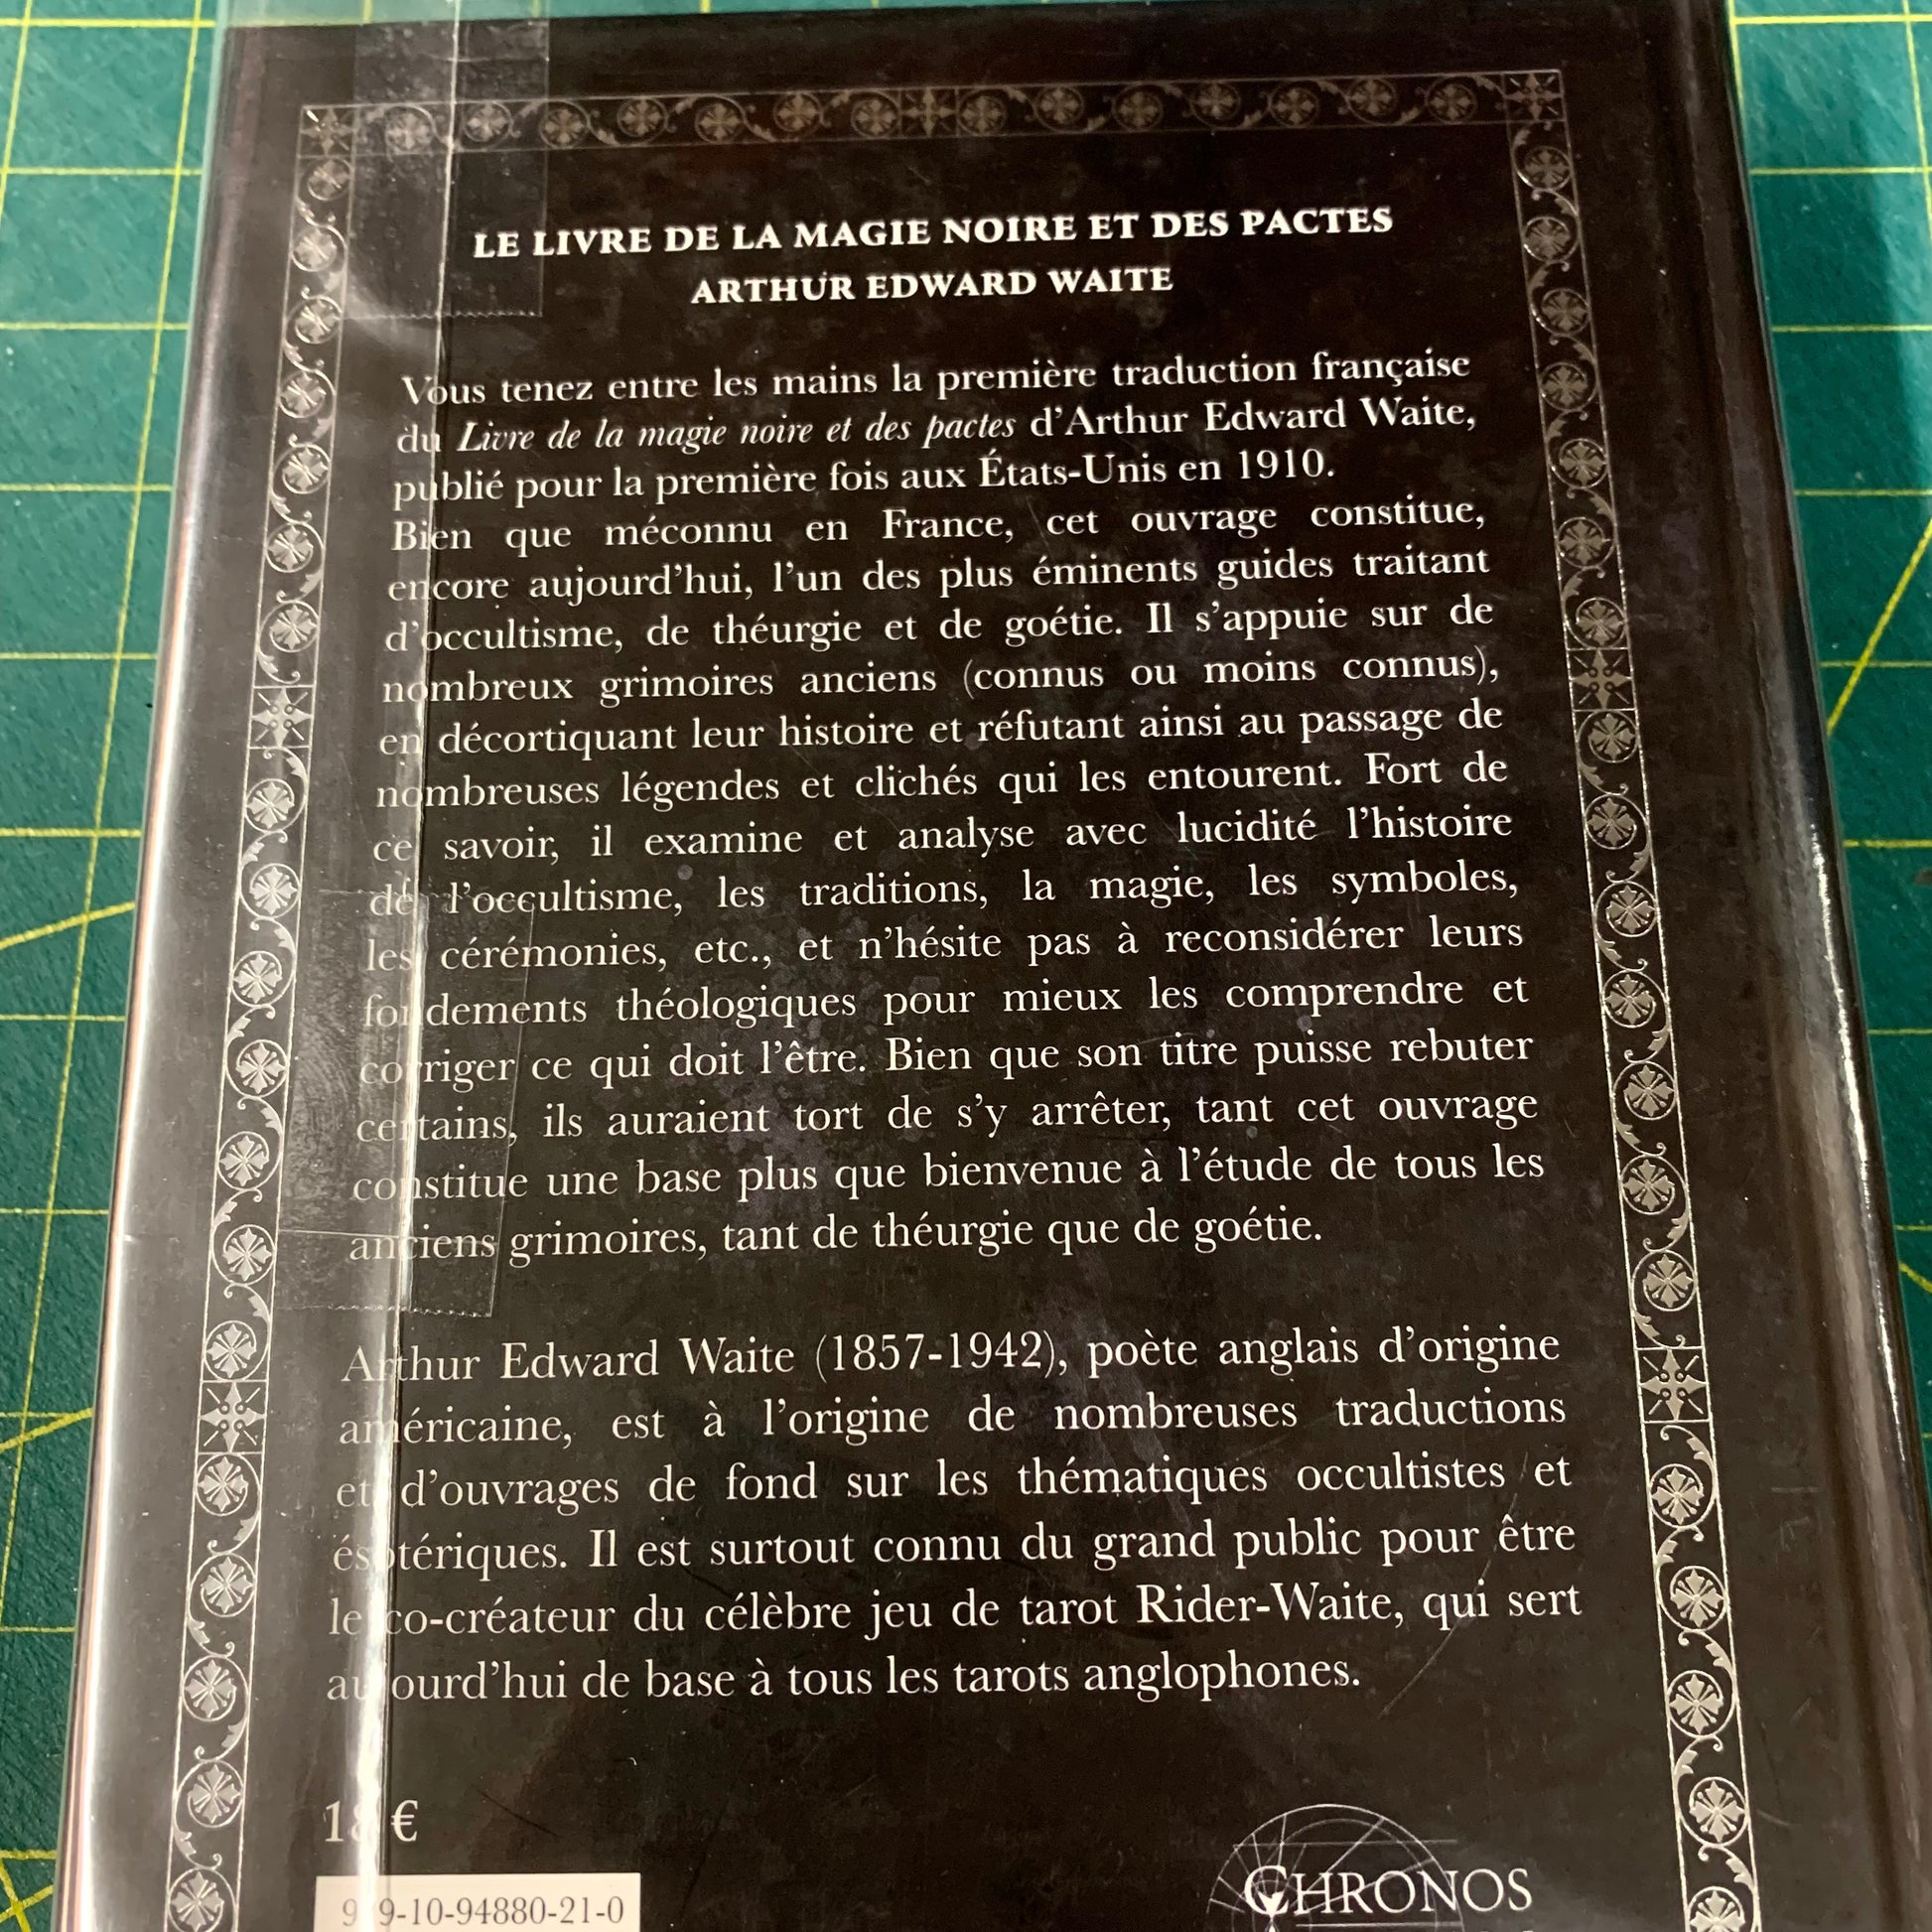 LE LIVRE DE LA MAGIE NOIRE ET DES PACTES
ARTHUR EDWARD WAITE
Vous tenez entre les mains la première traduction française
du Livre de la magie noire et des pactes d'Arthur Edward Waite,
publié pour la première fois aux États-Unis en 1910.
Bien que méconnu en France, cet ouvrage constitue,
encore aujourd'hui, l'un des plus éminents guides traitant
d'occultisme, de théurgie et de goétie. Il s'appuie sur de
nombreux grimoires anciens (connus ou moins connus),
en décortiquant leur histoire et réfutant ainsi au passage de
nombreuses légendes et clichés qui les entourent. Fort de
ce savoir, il examine et analyse avec lucidité l'histoire
de l'occultisme, les traditions, la magie, les symboles,
les cérémonies, etc., et n'hésite pas à reconsidérer leurs
fondements théologiques pour mieux les comprendre et
corriger ce qui doit l'être. Bien que son titre puisse rebuter
certains, ils auraient tort de s'y arrêter, tant cet ouvrage
constitue une base plus que bienvenue à l'étude de tous les
anciens grimoires, tant de théurgie que de goétie.
Arthur Edward Waite (1857-1942), poète anglais d'origine
américaine, est à l'origine de nombreuses traductions
et d'ouvrages de fond sur les thématiques occultistes et
ésotériques. Il est surtout connu du grand public pour être
le co-créateur du célèbre jeu de tarot Rider-Waite, qui sert
aujourd'hui de base à tous les tarots anglophones.
18 €
CHRONOS